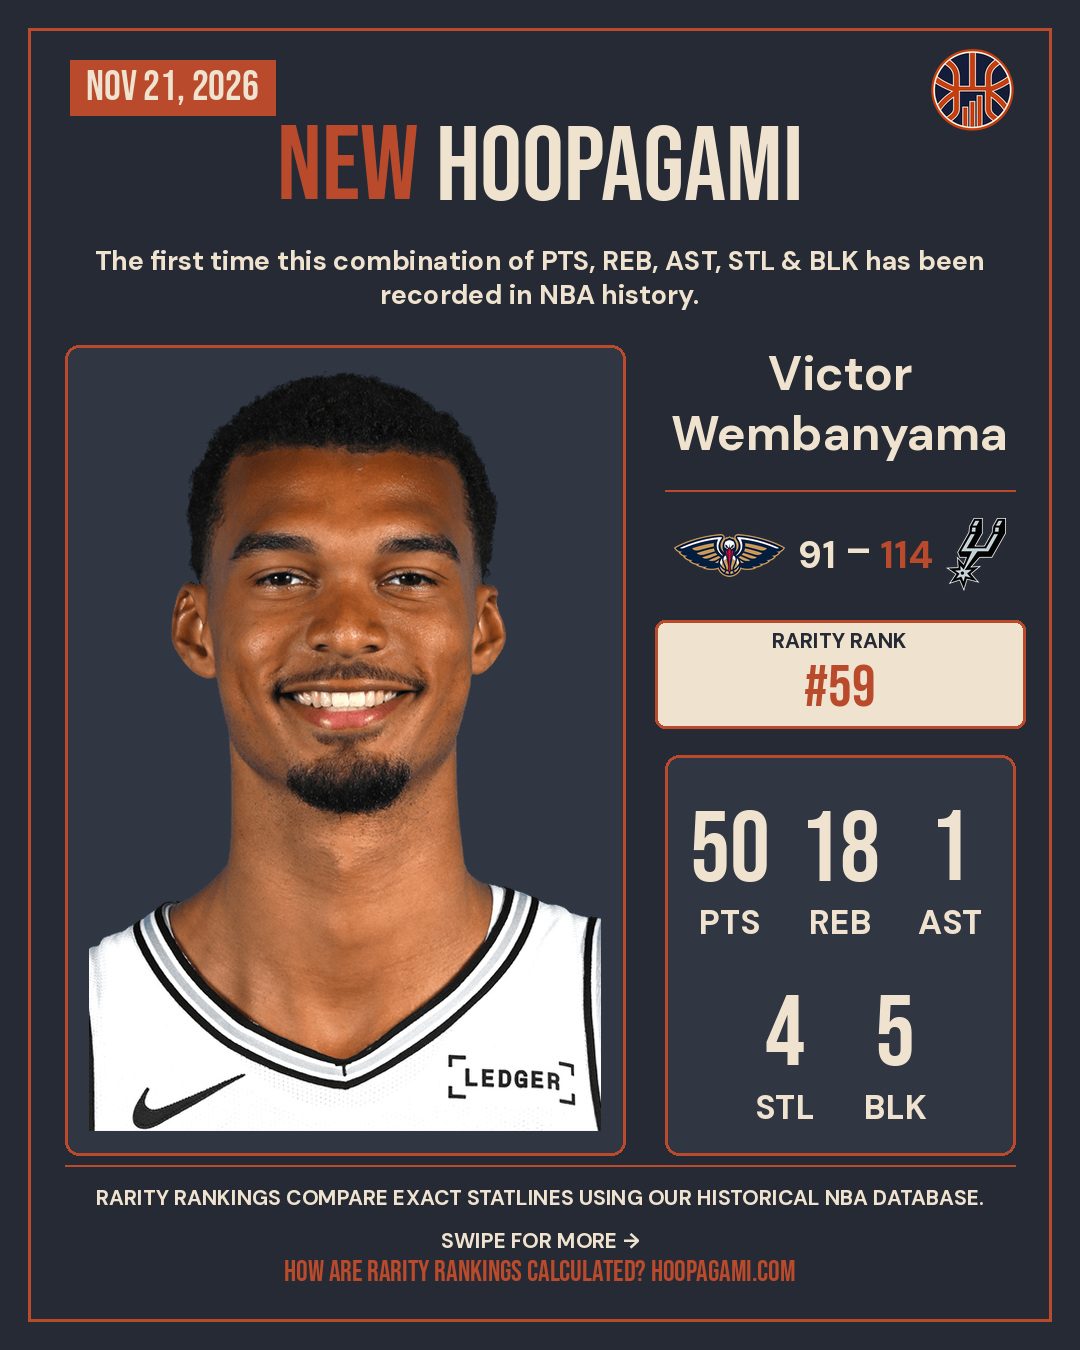 NOV 21, 2026
NEW HOOPAGAMI
The first time this combination of PTS, REB, AST, STL & BLK has been
recorded in NBA history.
Victor
Wembanyama
91 – 114
RARITY RANK
#59
50 18 1
PTS REB AST
4 5
STL BLK
LEDGER
RARITY RANKINGS COMPARE EXACT STATLINES USING OUR HISTORICAL NBA DATABASE.
SWIPE FOR MORE →
HOW ARE RARITY RANKINGS CALCULATED? HOOPAGAMI.COM